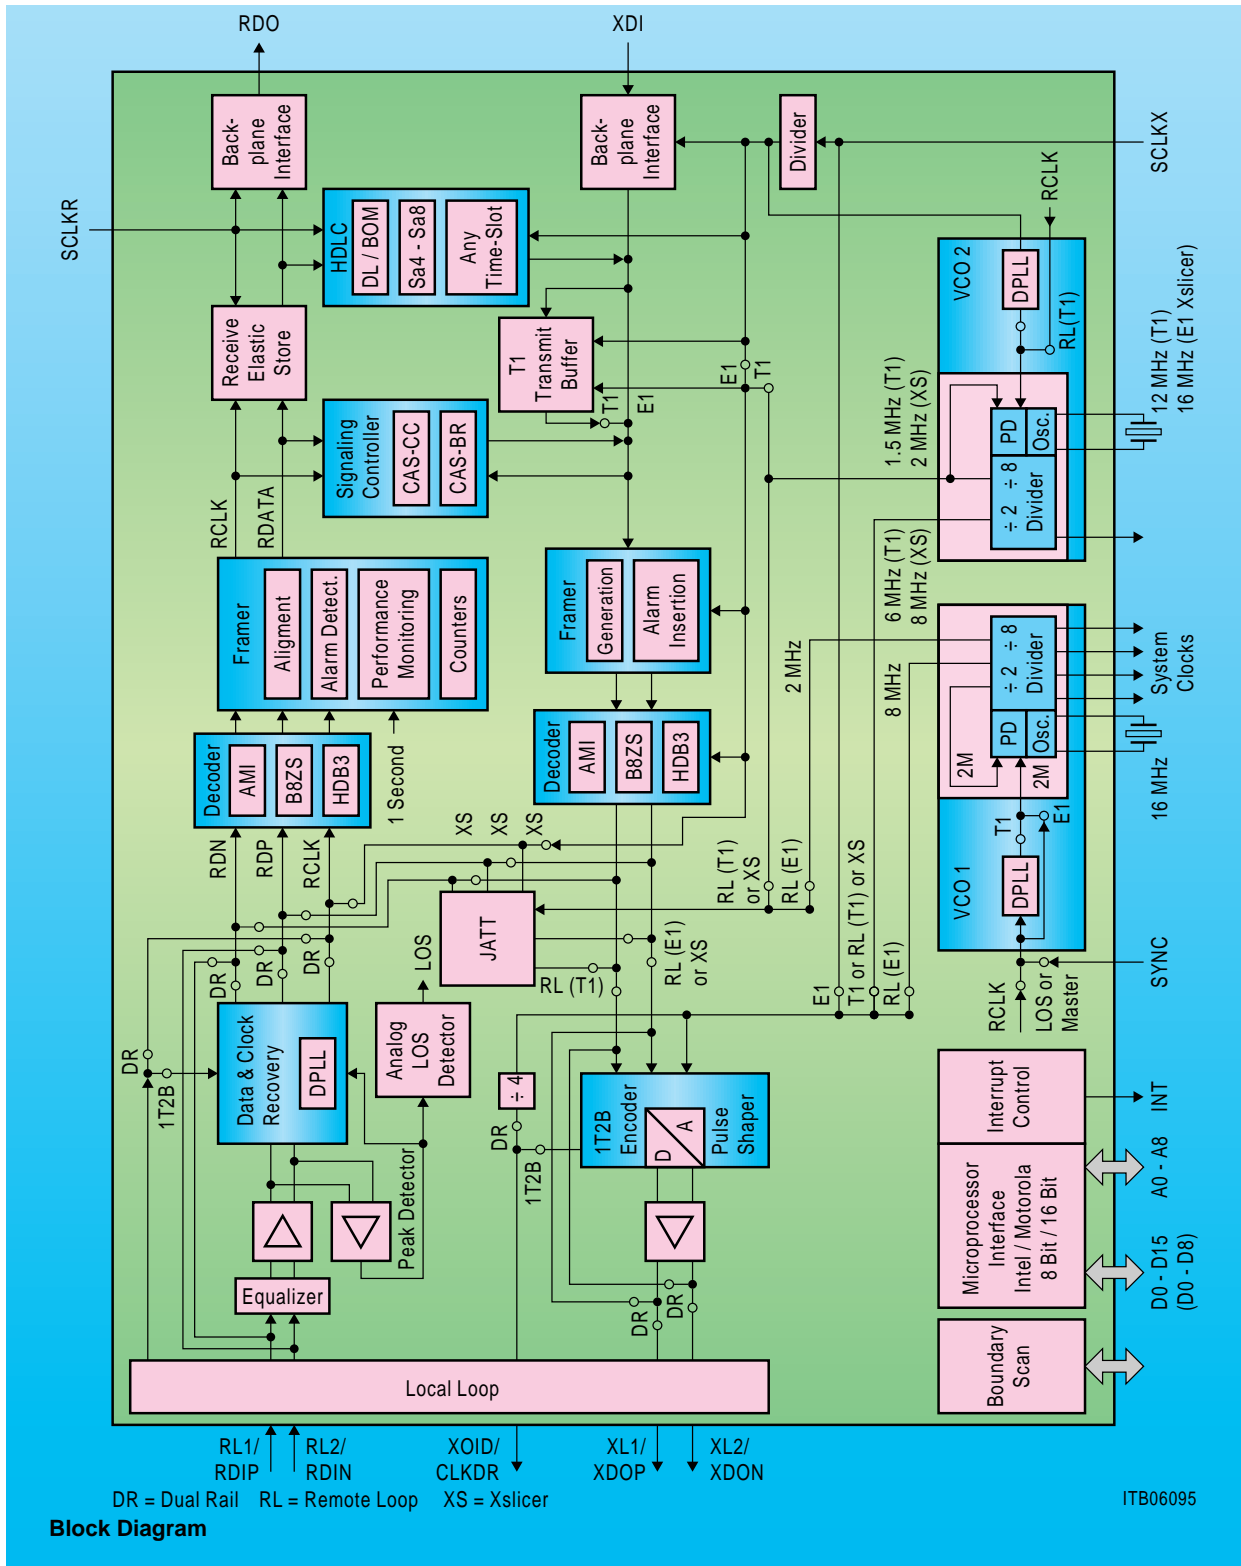 RDO
XDI
SCLKR
SCLKX
RCLK
Back-
plane
Interface
Back-
plane
Interface
Divider
HDLC
DL / BOM
Sa4 - Sa8
Any
Time-Slot
VCO 2
DPLL
RL(T1)
12 MHz (T1)
16 MHz (E1 Xslicer)
Receive
Elastic
Store
T1
Transmit
Buffer
T1
E1
E1
T1
1.5 MHz (T1)
2 MHz (XS)
PD
Osc.
÷ 2 ÷ 8
Divider
Signaling
Controller
CAS-CC
CAS-BR
RCLK
RDATA
6 MHz (T1)
8 MHz (XS)
Framer
Aligment
Alarm Detect.
Performance
Monitoring
Counters
Framer
Generation
Alarm
Insertion
2 MHz
8 MHz
÷ 2 ÷ 8
Divider
PD
Osc.
2M
2M
System
Clocks
16 MHz
Decoder
AMI
B8ZS
HDB3
1 Second
Decoder
AMI
B8ZS
HDB3
T1
E1
VCO 1
DPLL
RDN
RDP
RCLK
XS
XS
XS
RL (T1)
or XS
RL (E1)
JATT
LOS
RL (T1)
RL (E1)
or XS
DR
DR
DR
E1
T1 or RL (T1) or XS
RL (E1)
RCLK
LOS or
Master
SYNC
DR
1T2B
Data & Clock
Recovery
DPLL
Analog
LOS
Detector
÷ 4
DR
1T2B
1T2B
Encoder
D
A
Pulse
Shaper
Interrupt
Control
INT
Microprocessor
Interface
Intel / Motorola
8 Bit / 16 Bit
A0 - A8
D0 - D15
(D0 - D8)
Peak Detector
Equalizer
DR
DR
Boundary
Scan
Local Loop
RL1/
RDIP
RL2/
RDIN
XOID/
CLKDR
XL1/
XDOP
XL2/
XDON
DR = Dual Rail RL = Remote Loop XS = Xslicer
ITB06095
Block Diagram